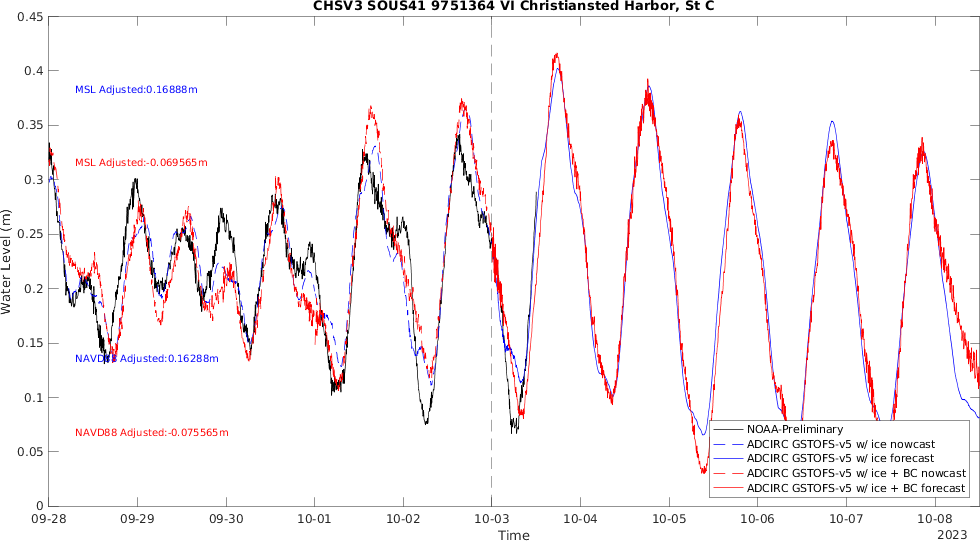 CHSV3 SOUS41 9751364 VI Christiansted Harbor, St C
0.45
0.4
0.35
0.3
0.25
0.2
0.15
0.1
0.05
0
Water Level (m)
MSL Adjusted:0.16888m
MSL Adjusted:-0.069565m
NAVD88 Adjusted:0.16288m
NAVD88 Adjusted:-0.075565m
NOAA-Preliminary
ADCIRC GSTOFS-v5 w/ ice nowcast
ADCIRC GSTOFS-v5 w/ ice forecast
ADCIRC GSTOFS-v5 w/ ice + BC nowcast
ADCIRC GSTOFS-v5 w/ ice + BC forecast
09-28 09-29 09-30 10-01 10-02 10-03 10-04 10-05 10-06 10-07 10-08
Time
2023